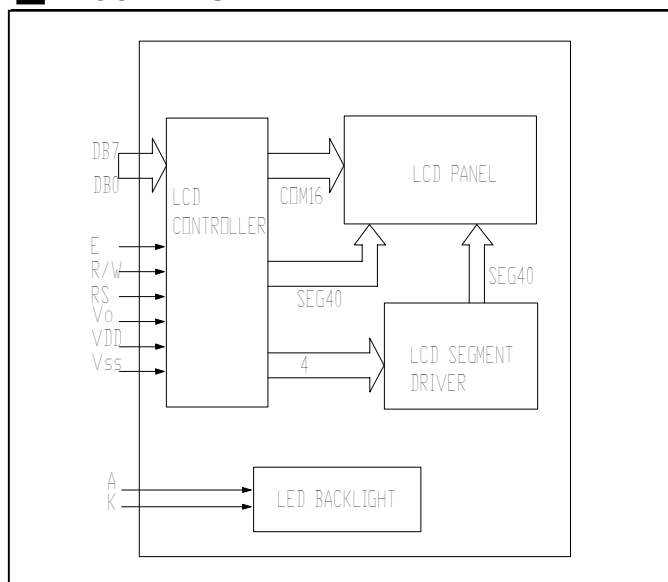 DB7
DB0
E
R/W
RS
Vo
VDD
Vss
LCD
CONTROLLER
COM16
SEG40
4
LCD PANEL
SEG40
LCD SEGMENT
DRIVER
A
K
LED BACKLIGHT